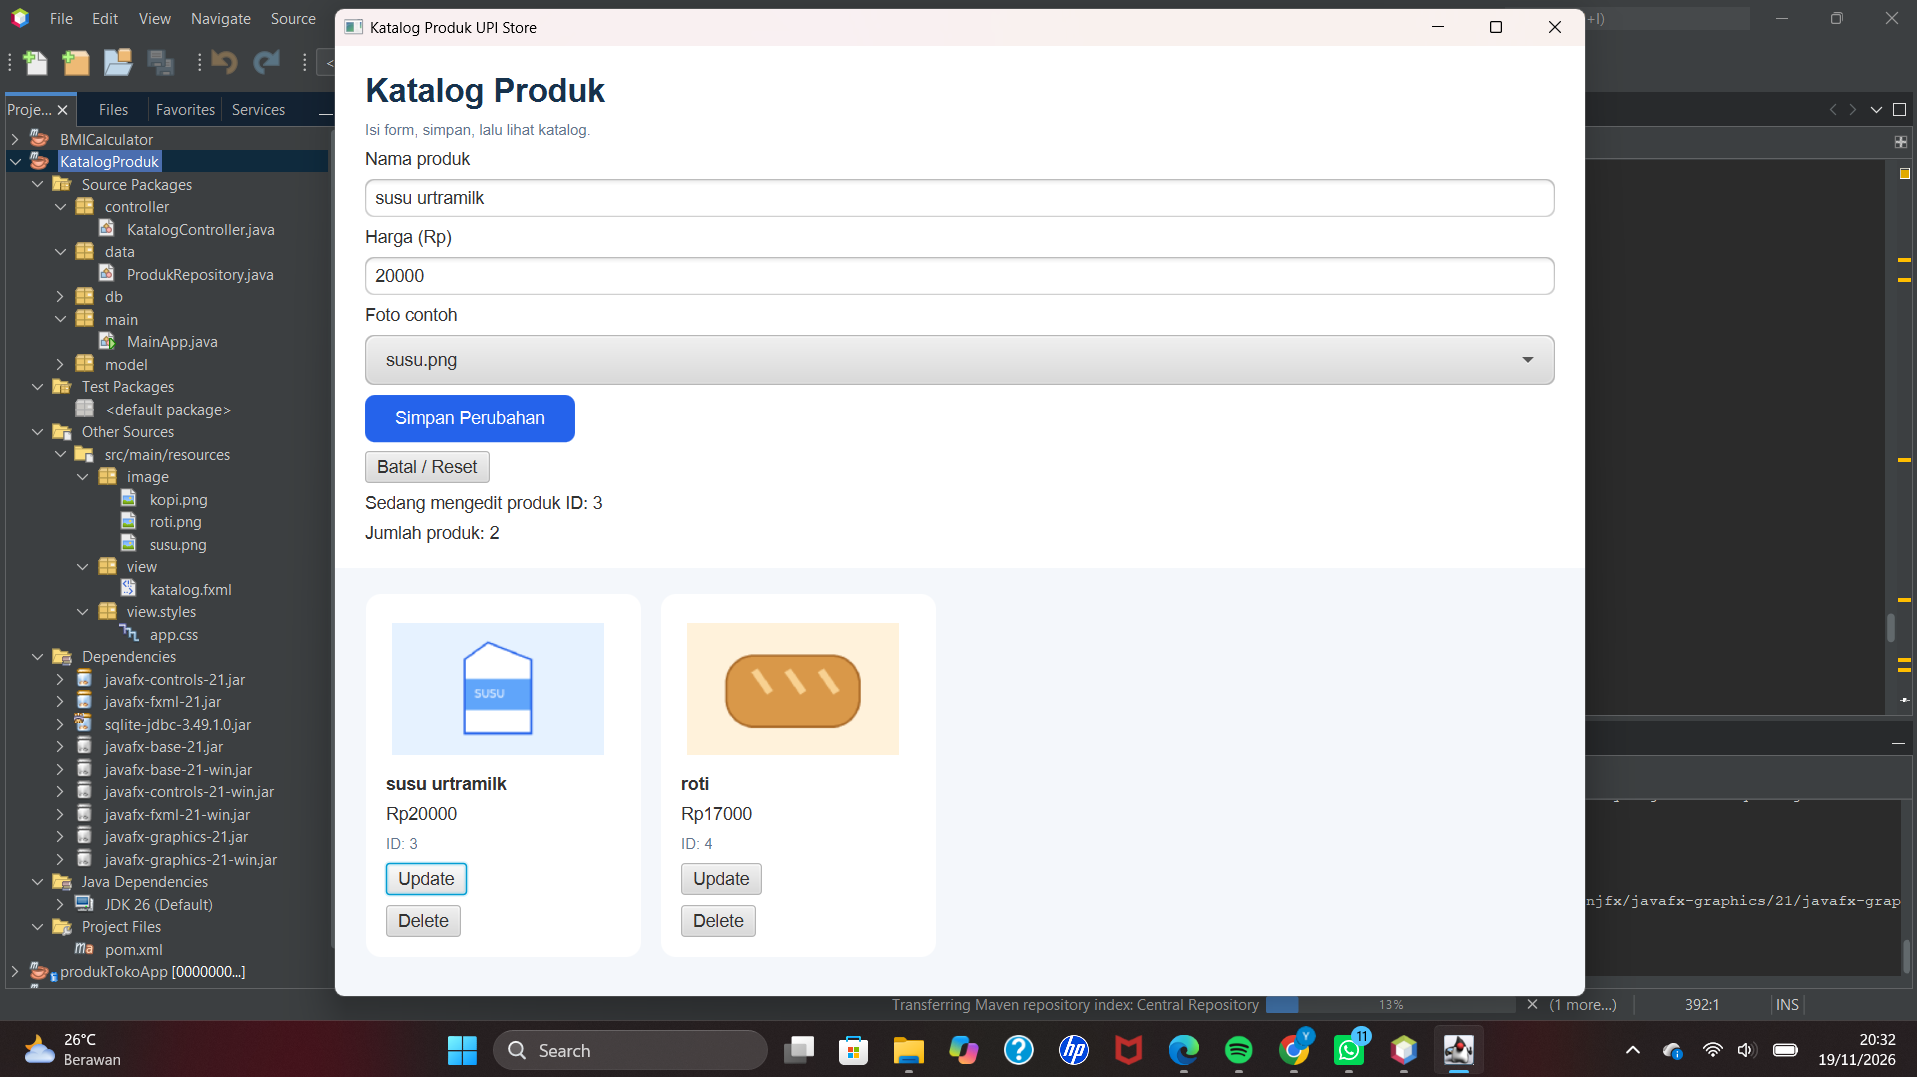 File Edit View Navigate Source
Katalog Produk UPI Store
+I)
Proje... Files Favorites Services
BMICalculator
KatalogProduk
Source Packages
controller
KatalogController.java
data
ProdukRepository.java
db
main
MainApp.java
model
Test Packages
<default package>
Other Sources
src/main/resources
image
kopi.png
roti.png
susu.png
view
katalog.fxml
view.styles
app.css
Dependencies
javafx-controls-21.jar
javafx-fxml-21.jar
sqlite-jdbc-3.49.1.0.jar
javafx-base-21.jar
javafx-base-21-win.jar
javafx-controls-21-win.jar
javafx-fxml-21-win.jar
javafx-graphics-21.jar
javafx-graphics-21-win.jar
Java Dependencies
JDK 26 (Default)
Project Files
pom.xml
produkTokoApp [0000000...]
Katalog Produk
Isi form, simpan, lalu lihat katalog.
Nama produk
susu urtramilk
Harga (Rp)
20000
Foto contoh
susu.png
Simpan Perubahan
Batal / Reset
Sedang mengedit produk ID: 3
Jumlah produk: 2
SUSU
susu urtramilk
Rp20000
ID: 3
Update
Delete
roti
Rp17000
ID: 4
Update
Delete
njfx/javafx-graphics/21/javafx-grap
Transferring Maven repository index: Central Repository 13% (1 more...) 392:1 INS
26°C
Berawan
Search
Y
11
20:32
19/11/2026